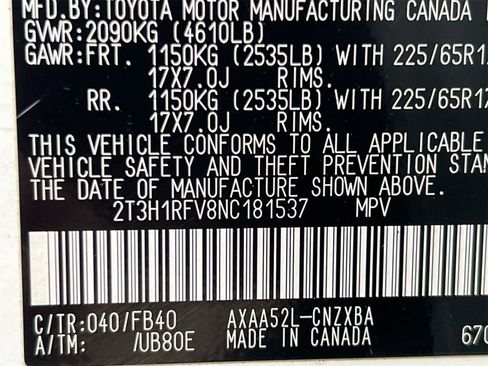 MFD.BY:TOYOTA MOTOR MANUFACTURING CANADA
GVWR:2090KG (4610LB)
GAWR:FRT. 1150KG (2535LB) WITH 225/65R1
17X7.0J RIMS.
RR. 1150KG (2535LB) WITH 225/65R17
17X7.0J RIMS.
THIS VEHICLE CONFORMS TO ALL APPLICABLE
VEHICLE SAFETY AND THEFT PREVENTION STAN
THE DATE OF MANUFACTURE SHOWN ABOVE.
2T3H1RFV8NC181537 MPV
C/TR:040/FB40 AXAA52L-CNZXBA
A/TM: /UB80E MADE IN CANADA 670